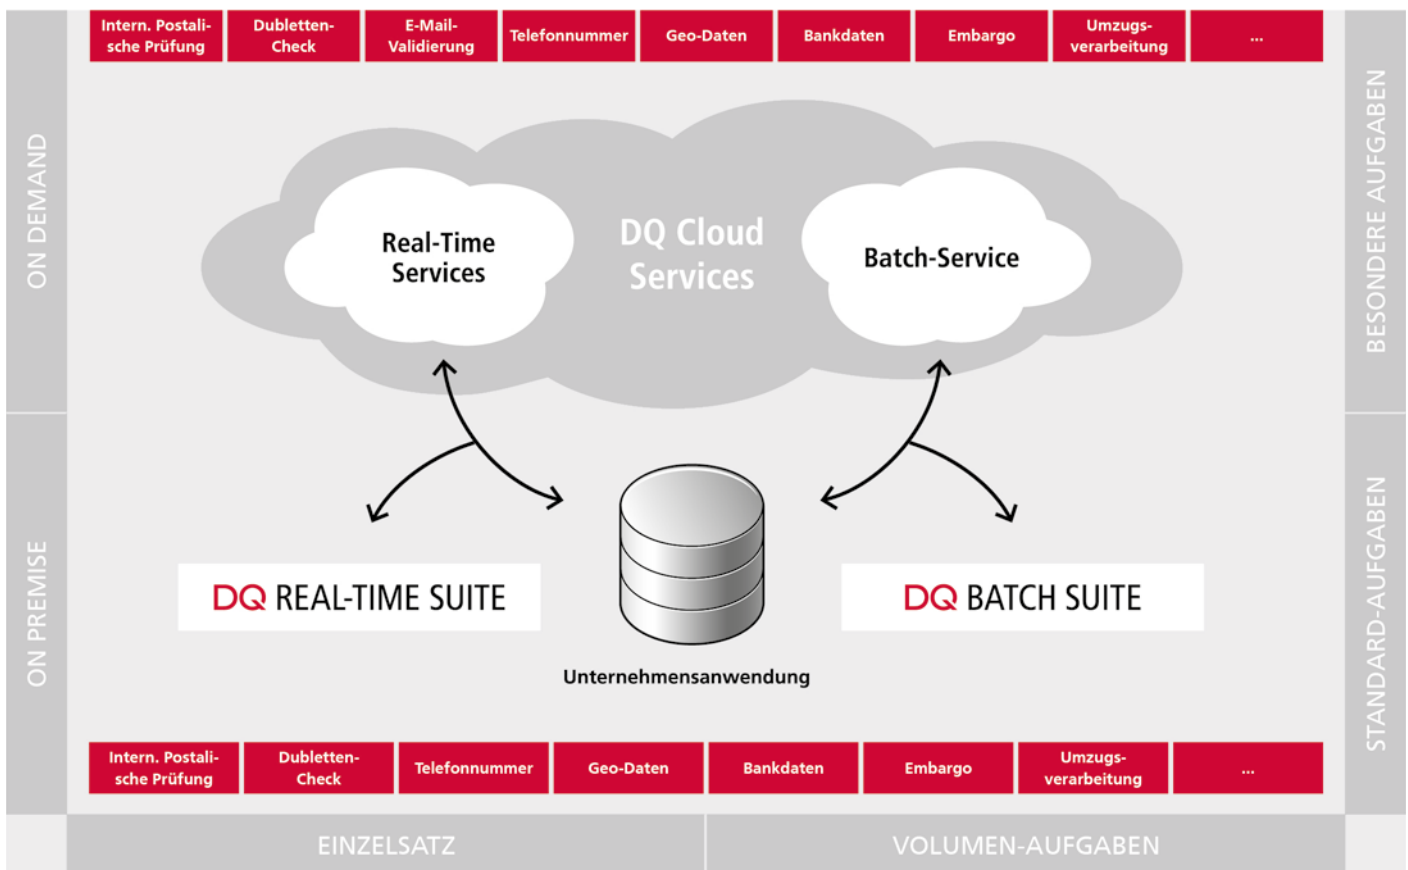 Intern. Postali-
sche Prüfung
Dubletten-
Check
E-Mail-
Validierung
Telefonnummer
Geo-Daten
Bankdaten
Embargo
Umzugs-
verarbeitung
...
ON DEMAND
BESONDERE AUFGABEN
Real-Time
Services
DQ Cloud
Services
Batch-Service
ON PREMISE
STANDARD-AUFGABEN
DQ REAL-TIME SUITE
DQ BATCH SUITE
Unternehmensanwendung
Intern. Postali-
sche Prüfung
Dubletten-
Check
Telefonnummer
Geo-Daten
Bankdaten
Embargo
Umzugs-
verarbeitung
...
EINZELSATZ
VOLUMEN-AUFGABEN